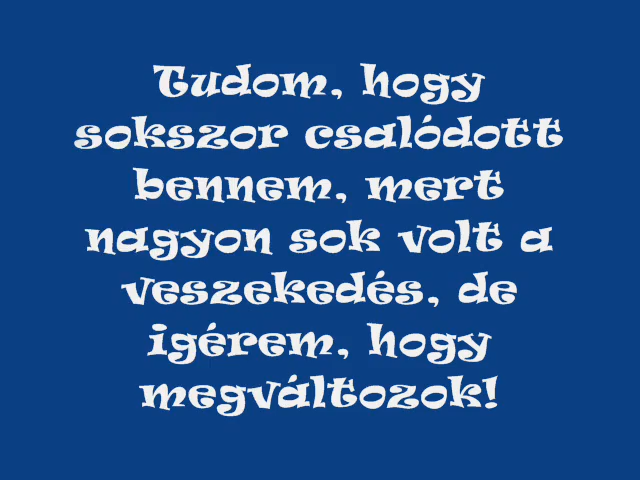 Tudom, hogy
sokszor csalódott
bennem, mert
nagyon sok volt a
veszekedés, de
igérem, hogy
megváltozok!